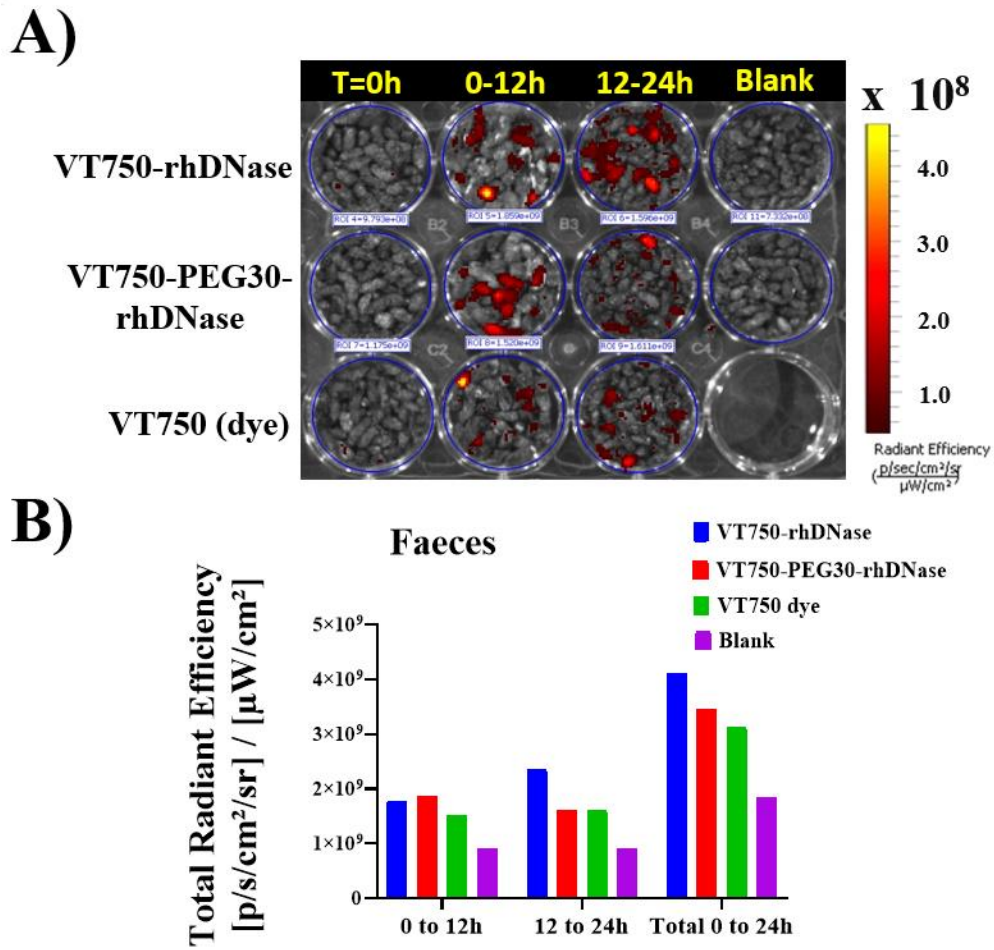 A)
T=0h 0-12h 12-24h Blank
x 10⁸
VT750-rhDNase
4.0
ROI 4=9.793e+08 B2 ROI 5=1.859e+09 B3 ROI 6=1.596e+09 B4 ROI 11=7.332e+08
3.0
VT750-PEG30-
rhDNase
2.0
ROI 7=1.175e+09 C2 ROI 8=1.520e+09 ROI 9=1.611e+09 C4
VT750 (dye)
1.0
Radiant Efficiency
(p/sec/cm²/sr
µW/cm²)
B)
Faeces
VT750-rhDNase
VT750-PEG30-rhDNase
VT750 dye
Blank
Total Radiant Efficiency
[p/s/cm²/sr] / [µW/cm²]
5×10⁹
4×10⁹
3×10⁹
2×10⁹
1×10⁹
0
0 to 12h 12 to 24h Total 0 to 24h